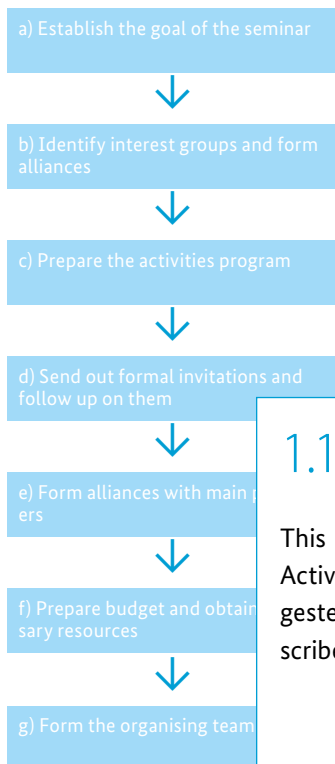 a) Establish the goal of the seminar
b) Identify interest groups and form
alliances
c) Prepare the activities program
d) Send out formal invitations and
follow up on them
e) Form alliances with main
ers
f) Prepare budget and obtain
sary resources
g) Form the organising team
1.1
This
Activ
geste
scribe